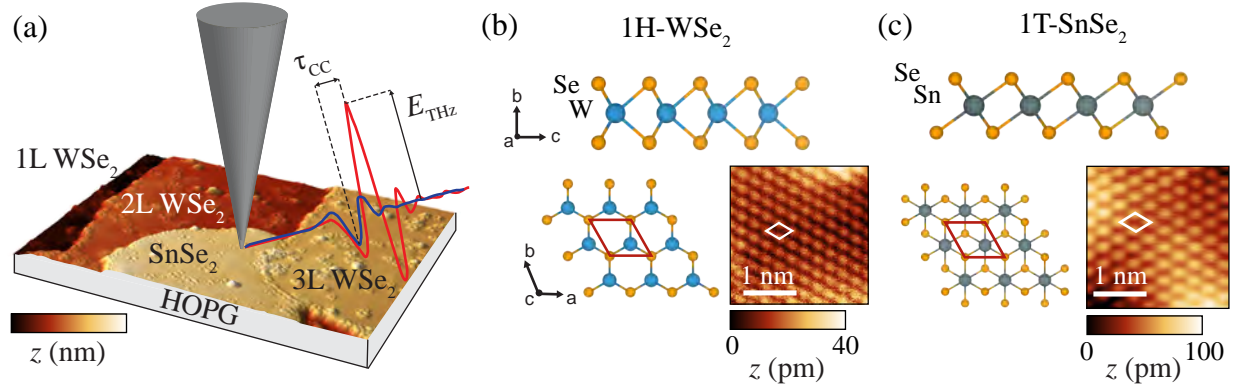 (a)
τCC
ETHz
1L WSe2
2L WSe2
SnSe2
3L WSe2
HOPG
z (nm)
(b)
1H-WSe2
Se
W
b
a
c
b
c
a
1 nm
0
40
z (pm)
(c)
1T-SnSe2
Se
Sn
1 nm
0
100
z (pm)